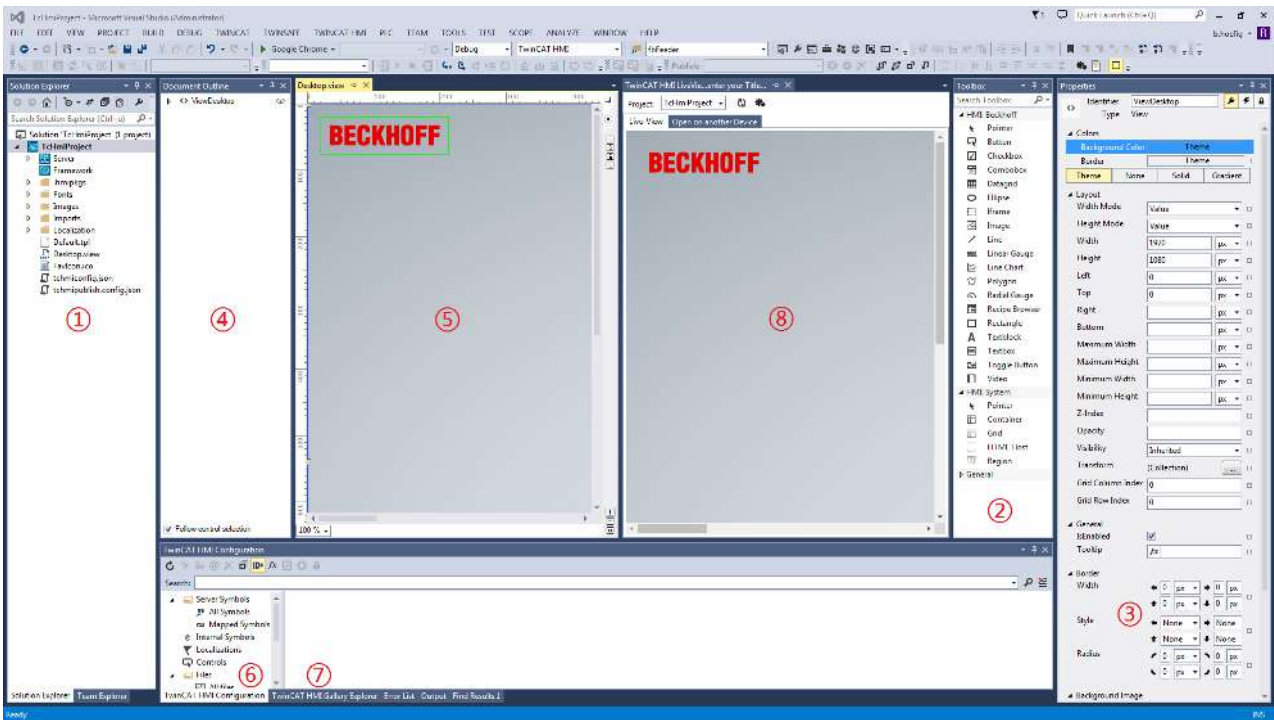 TcHmiProject - Microsoft Visual Studio (Administrator)
Quick Launch (Ctrl+Q)
FILE EDIT VIEW PROJECT BUILD DEBUG TWINCAT TWINSAFE TWINCAT HMI PLC TEAM TOOLS TEST SCOPE ANALYZE WINDOW HELP
Google Chrome
Debug
TwinCAT HMI
fbFeeder
Publish
Solution Explorer
Search Solution Explorer (Ctrl+ü)
Solution 'TcHmiProject' (1 project)
TcHmiProject
Server
Framework
Fonts
Images
Imports
Localization
Default.tpl
Desktop.view
FavIcon.ico
tchmiconfig.json
tchmipublish.config.json
①
Solution Explorer Team Explorer
Document Outline
ViewDesktop
④
Follow control selection
Desktop.view
BECKHOFF
⑤
100 %
TwinCAT HMI LiveVie...enter your Title...
Project: TcHmiProject
Live-View Open on another Device
BECKHOFF
⑧
Toolbox
Search Toolbox
HMI Beckhoff
Pointer
Button
Checkbox
Combobox
Datagrid
Ellipse
Iframe
Image
Line
Linear Gauge
Line Chart
Polygon
Radial Gauge
Recipe Browser
Rectangle
Textblock
Textbox
Toggle Button
Video
HMI System
Pointer
Container
Grid
HTML Host
Region
General
②
Properties
Identifier ViewDesktop
Type View
Colors
Background Color Theme
Border Theme
Theme None Solid Gradient
Layout
Width Mode Value
Height Mode Value
Width 1920 px
Height 1080 px
Left 0 px
Top 0 px
Right px
Bottom px
Maximum Width px
Maximum Height px
Minimum Width px
Minimum Height px
Z-Index
Opacity
Visibility Inherited
Transform (Collection) ...
Grid Column Index 0
Grid Row Index 0
General
IsEnabled
Tooltip
Border
Width 0 px 0 px
0 px 0 px
③
Style None None
None None
Radius 0 px 0 px
0 px 0 px
Background Image
TwinCAT HMI Configuration
Search:
Server Symbols
All Symbols
Mapped Symbols
Internal Symbols
Localizations
Controls
Files
All files
⑥
⑦
TwinCAT HMI Configuration TwinCAT HMI Gallery Explorer Error List Output Find Results 1
Ready
INS